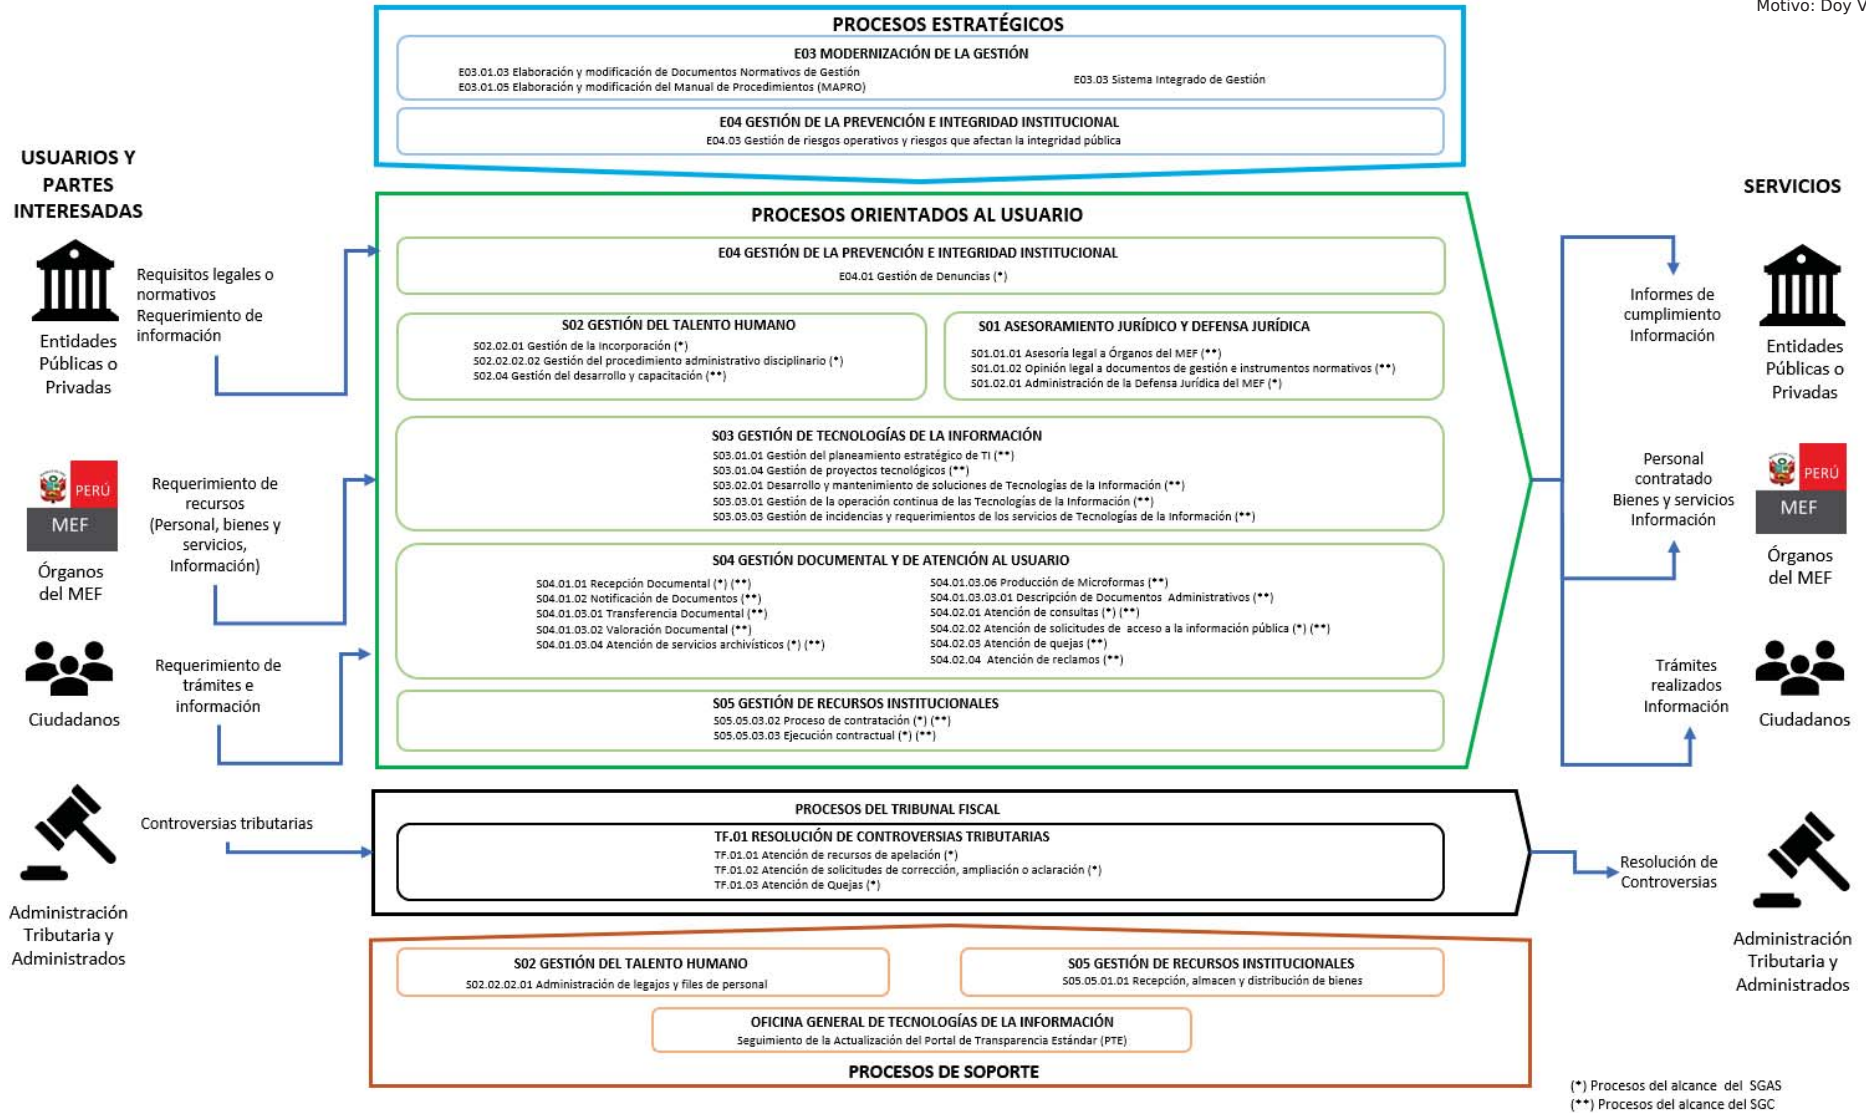 Motivo: Doy V
PROCESOS ESTRATÉGICOS
E03 MODERNIZACIÓN DE LA GESTIÓN
E03.01.03 Elaboración y modificación de Documentos Normativos de Gestión
E03.01.05 Elaboración y modificación del Manual de Procedimientos (MAPRO)
E03.03 Sistema Integrado de Gestión
E04 GESTIÓN DE LA PREVENCIÓN E INTEGRIDAD INSTITUCIONAL
E04.03 Gestión de riesgos operativos y riesgos que afectan la integridad pública
USUARIOS Y
PARTES
INTERESADAS
Entidades
Públicas o
Privadas
Requisitos legales o
normativos
Requerimiento de
información
PERÚ
MEF
Órganos
del MEF
Requerimiento de
recursos
(Personal, bienes y
servicios,
Información)
Ciudadanos
Requerimiento de
trámites e
información
Administración
Tributaria y
Administrados
Controversias tributarias
PROCESOS ORIENTADOS AL USUARIO
E04 GESTIÓN DE LA PREVENCIÓN E INTEGRIDAD INSTITUCIONAL
E04.01 Gestión de Denuncias (*)
S02 GESTIÓN DEL TALENTO HUMANO
S02.02.01 Gestión de la Incorporación (*)
S02.02.02.02 Gestión del procedimiento administrativo disciplinario (*)
S02.04 Gestión del desarrollo y capacitación (**)
S01 ASESORAMIENTO JURÍDICO Y DEFENSA JURÍDICA
S01.01.01 Asesoría legal a Órganos del MEF (**)
S01.01.02 Opinión legal a documentos de gestión e instrumentos normativos (**)
S01.02.01 Administración de la Defensa Jurídica del MEF (*)
S03 GESTIÓN DE TECNOLOGÍAS DE LA INFORMACIÓN
S03.01.01 Gestión del planeamiento estratégico de TI (**)
S03.01.04 Gestión de proyectos tecnológicos (**)
S03.02.01 Desarrollo y mantenimiento de soluciones de Tecnologías de la Información (**)
S03.03.01 Gestión de la operación continua de las Tecnologías de la Información (**)
S03.03.03 Gestión de incidencias y requerimientos de los servicios de Tecnologías de la Información (**)
S04 GESTIÓN DOCUMENTAL Y DE ATENCIÓN AL USUARIO
S04.01.01 Recepción Documental (*) (**)
S04.01.02 Notificación de Documentos (**)
S04.01.03.01 Transferencia Documental (**)
S04.01.03.02 Valoración Documental (**)
S04.01.03.04 Atención de servicios archivísticos (*) (**)
S04.01.03.06 Producción de Microformas (**)
S04.01.03.03.01 Descripción de Documentos Administrativos (**)
S04.02.01 Atención de consultas (*) (**)
S04.02.02 Atención de solicitudes de acceso a la información pública (*) (**)
S04.02.03 Atención de quejas (**)
S04.02.04 Atención de reclamos (**)
S05 GESTIÓN DE RECURSOS INSTITUCIONALES
S05.05.03.02 Proceso de contratación (*) (**)
S05.05.03.03 Ejecución contractual (*) (**)
PROCESOS DEL TRIBUNAL FISCAL
TF.01 RESOLUCIÓN DE CONTROVERSIAS TRIBUTARIAS
TF.01.01 Atención de recursos de apelación (*)
TF.01.02 Atención de solicitudes de corrección, ampliación o aclaración (*)
TF.01.03 Atención de Quejas (*)
S02 GESTIÓN DEL TALENTO HUMANO
S02.02.02.01 Administración de legajos y files de personal
S05 GESTIÓN DE RECURSOS INSTITUCIONALES
S05.05.01.01 Recepción, almacen y distribución de bienes
OFICINA GENERAL DE TECNOLOGÍAS DE LA INFORMACIÓN
Seguimiento de la Actualización del Portal de Transparencia Estándar (PTE)
PROCESOS DE SOPORTE
SERVICIOS
Informes de
cumplimiento
Información
Entidades
Públicas o
Privadas
Personal
contratado
Bienes y servicios
Información
PERÚ
MEF
Órganos
del MEF
Trámites
realizados
Información
Ciudadanos
Resolución de
Controversias
Administración
Tributaria y
Administrados
(*) Procesos del alcance del SGAS
(**) Procesos del alcance del SGC